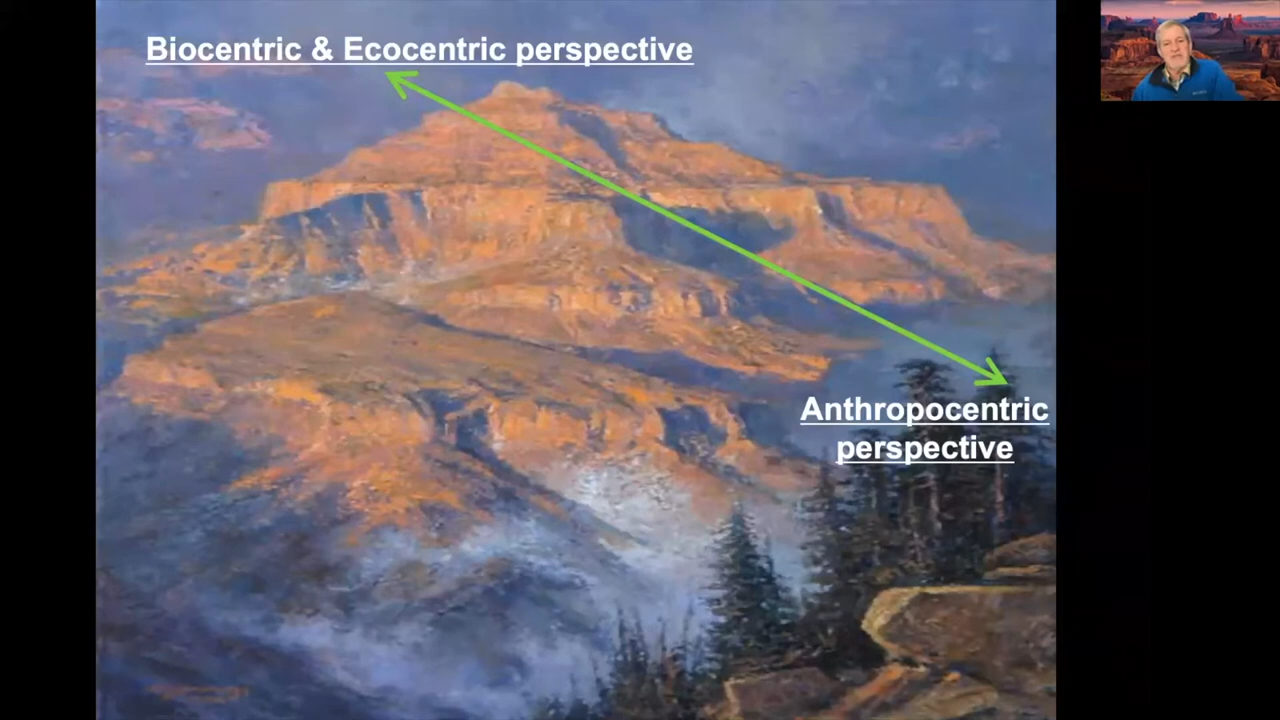 Biocentric & Ecocentric perspective
Anthropocentric
perspective